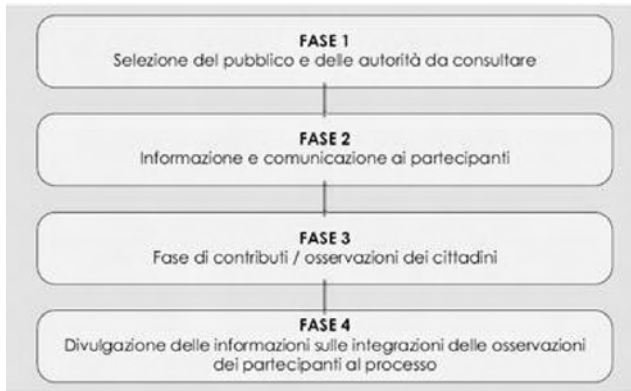 FASE 1
Selezione del pubblico e delle autorità da consultare
FASE 2
Informazione e comunicazione ai partecipanti
FASE 3
Fase di contributi / osservazioni dei cittadini
FASE 4
Divulgazione delle informazioni sulle integrazioni delle osservazioni
dei partecipanti al processo